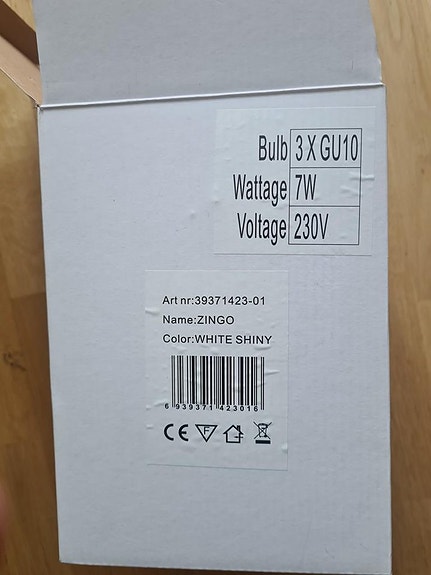 Bulb 3 X GU10
Wattage 7W
Voltage 230V
Art nr:39371423-01
Name:ZINGO
Color:WHITE SHINY
6 939371 423016
CE F